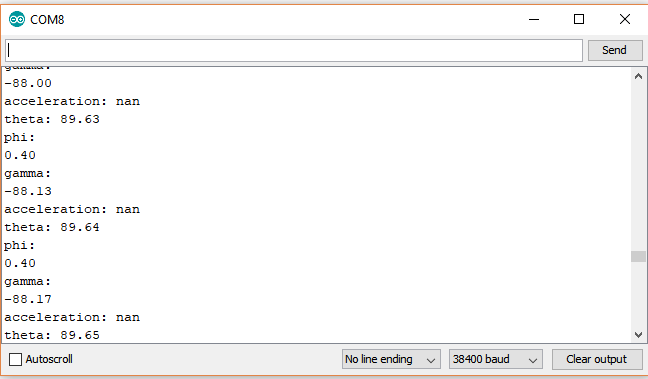 COM8
Send
gamma:
-88.00
acceleration: nan
theta: 89.63
phi:
0.40
gamma:
-88.13
acceleration: nan
theta: 89.64
phi:
0.40
gamma:
-88.17
acceleration: nan
theta: 89.65
Autoscroll
No line ending
38400 baud
Clear output